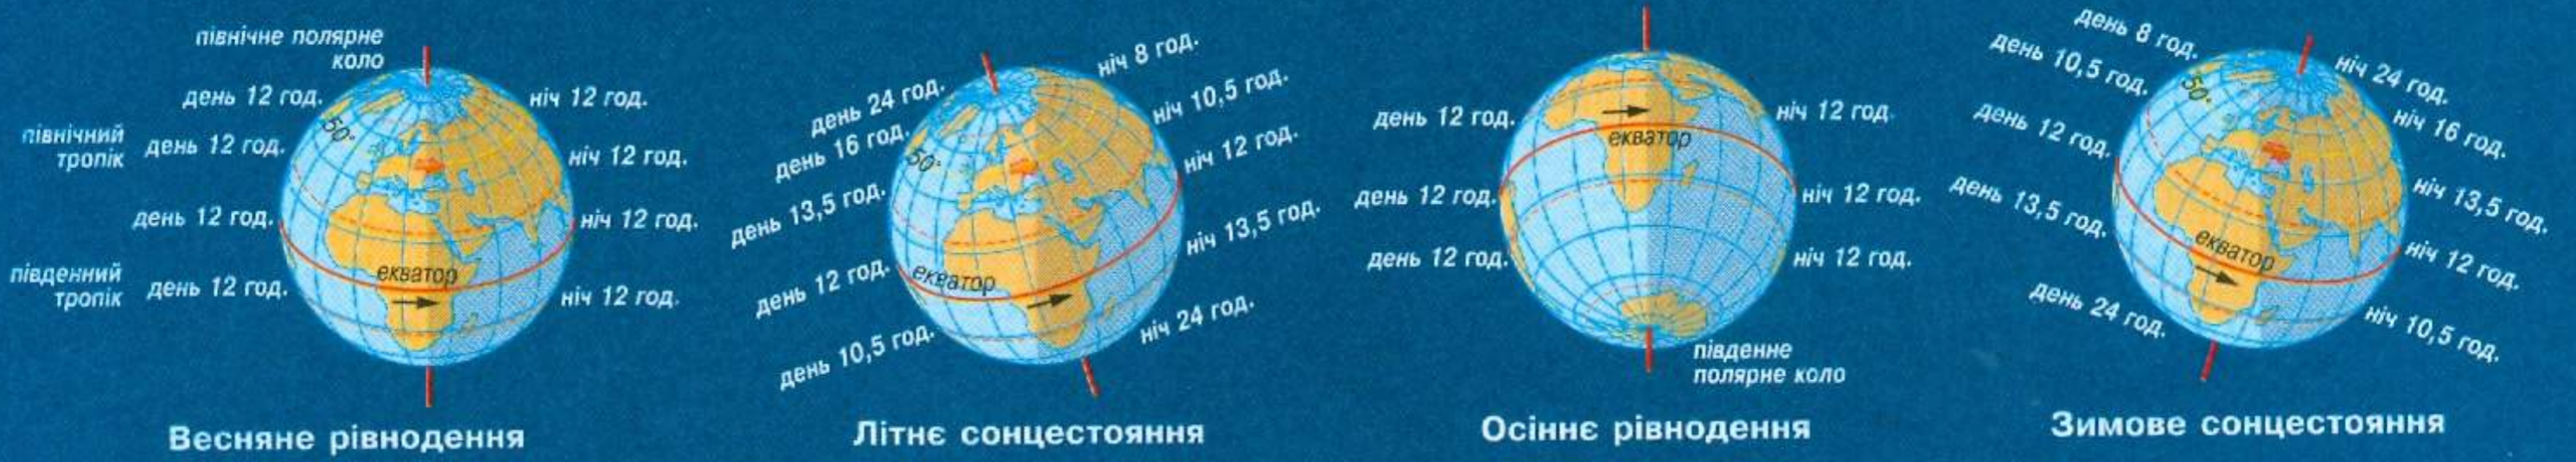 північне полярне
коло
день 12 год.
ніч 12 год.
північний
тропік
день 12 год.
ніч 12 год.
день 12 год.
ніч 12 год.
південний
тропік
день 12 год.
ніч 12 год.
50°
екватор
Весняне рівнодення
день 24 год.
ніч 8 год.
день 16 год.
ніч 10,5 год.
день 13,5 год.
ніч 12 год.
день 12 год.
ніч 13,5 год.
день 10,5 год.
ніч 24 год.
50°
екватор
Літнє сонцестояння
день 12 год.
ніч 12 год.
день 12 год.
ніч 12 год.
день 12 год.
ніч 12 год.
екватор
південне
полярне коло
Осіннє рівнодення
день 8 год.
ніч 24 год.
день 10,5 год.
ніч 16 год.
день 12 год.
ніч 13,5 год.
день 13,5 год.
ніч 12 год.
день 24 год.
ніч 10,5 год.
50°
екватор
Зимове сонцестояння